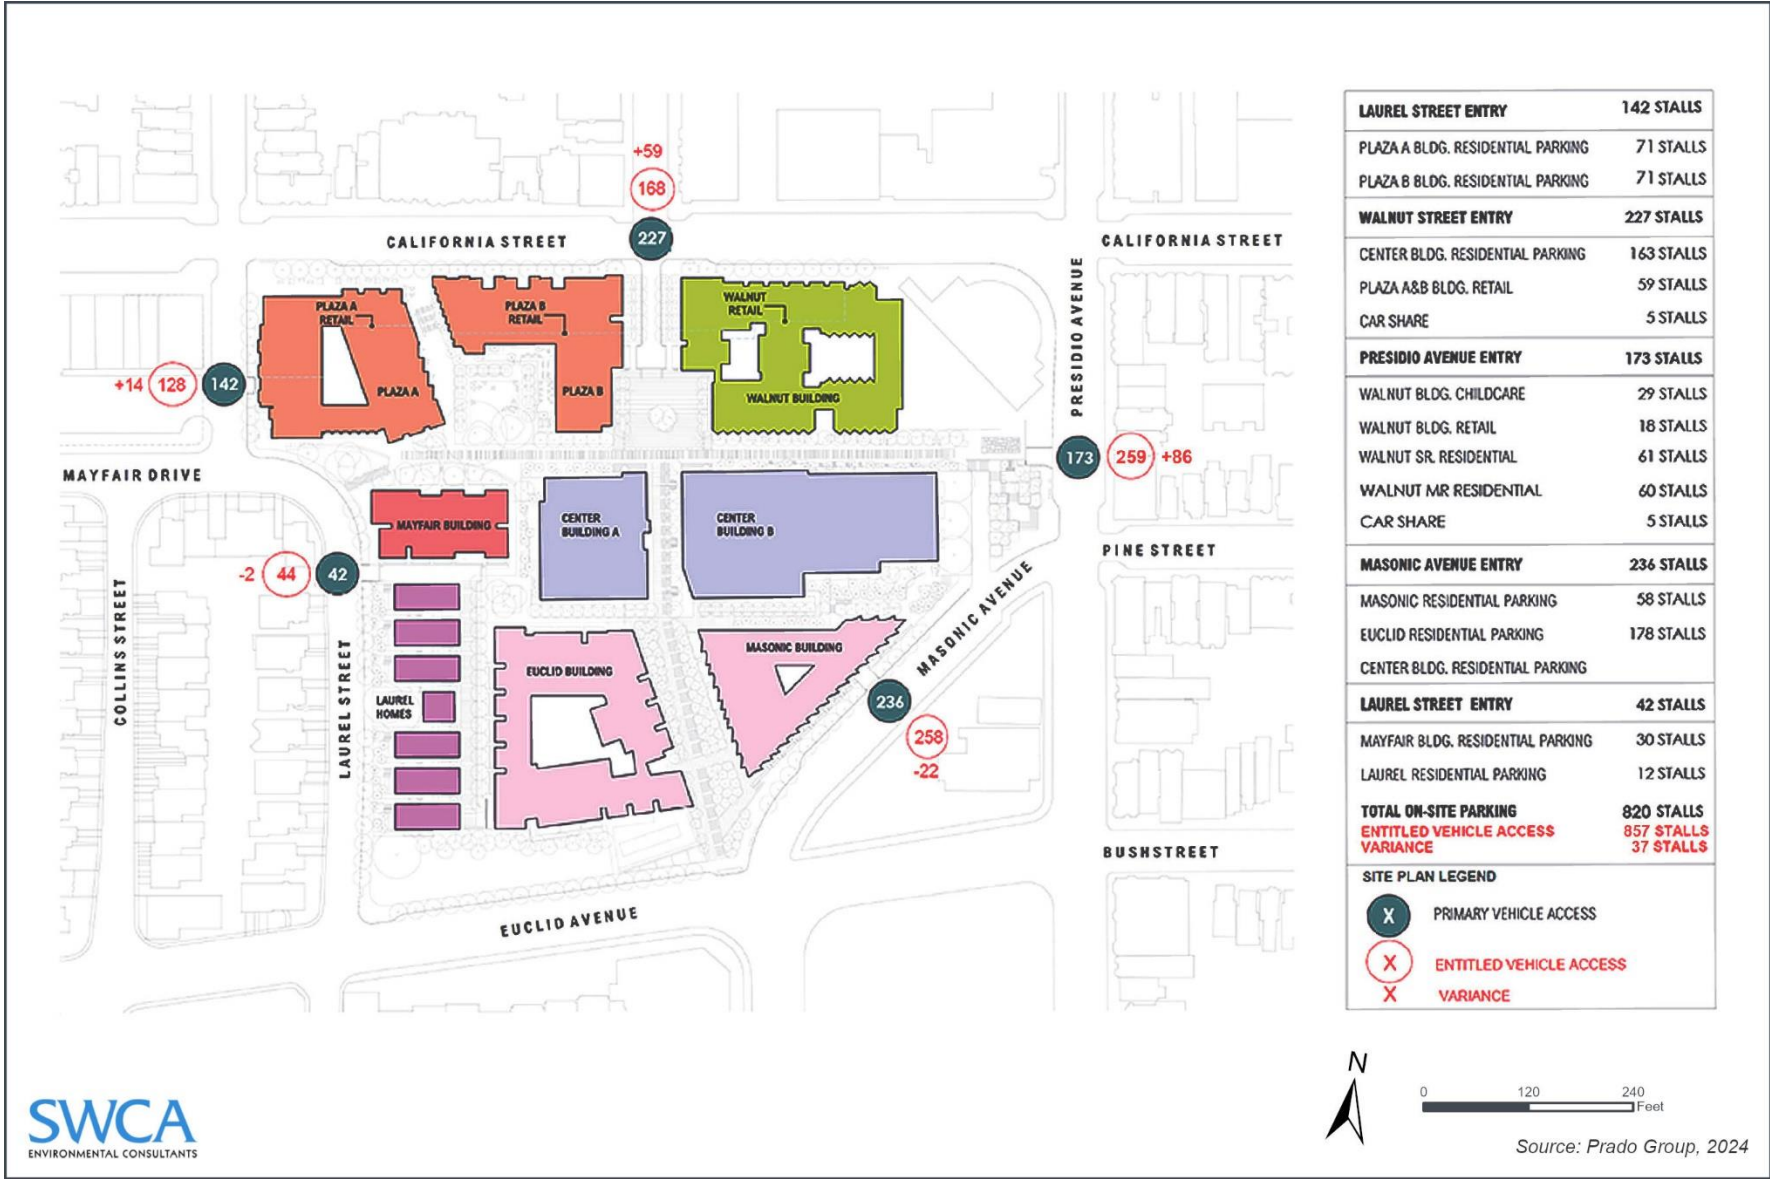 +59
168
CALIFORNIA STREET
227
CALIFORNIA STREET
PRESIDIO AVENUE
PLAZA A
RETAIL
PLAZA B
RETAIL
WALNUT
RETAIL
+14
128
142
PLAZA A
PLAZA B
WALNUT BUILDING
173
259
+86
MAYFAIR DRIVE
MAYFAIR BUILDING
CENTER
BUILDING A
CENTER
BUILDING B
PINE STREET
-2
44
42
COLLINS STREET
LAUREL STREET
MASONIC AVENUE
MASONIC BUILDING
EUCLID BUILDING
LAUREL
HOMES
236
258
-22
BUSHSTREET
EUCLID AVENUE
LAUREL STREET ENTRY 142 STALLS
PLAZA A BLDG. RESIDENTIAL PARKING 71 STALLS
PLAZA B BLDG. RESIDENTIAL PARKING 71 STALLS
WALNUT STREET ENTRY 227 STALLS
CENTER BLDG. RESIDENTIAL PARKING 163 STALLS
PLAZA A&B BLDG. RETAIL 59 STALLS
CAR SHARE 5 STALLS
PRESIDIO AVENUE ENTRY 173 STALLS
WALNUT BLDG. CHILDCARE 29 STALLS
WALNUT BLDG. RETAIL 18 STALLS
WALNUT SR. RESIDENTIAL 61 STALLS
WALNUT MR RESIDENTIAL 60 STALLS
CAR SHARE 5 STALLS
MASONIC AVENUE ENTRY 236 STALLS
MASONIC RESIDENTIAL PARKING 58 STALLS
EUCLID RESIDENTIAL PARKING 178 STALLS
CENTER BLDG. RESIDENTIAL PARKING
LAUREL STREET ENTRY 42 STALLS
MAYFAIR BLDG. RESIDENTIAL PARKING 30 STALLS
LAUREL RESIDENTIAL PARKING 12 STALLS
TOTAL ON-SITE PARKING 820 STALLS
ENTITLED VEHICLE ACCESS 857 STALLS
VARIANCE 37 STALLS
SITE PLAN LEGEND
X PRIMARY VEHICLE ACCESS
X ENTITLED VEHICLE ACCESS
X VARIANCE
N
0 120 240
Feet
SWCA
ENVIRONMENTAL CONSULTANTS
Source: Prado Group, 2024